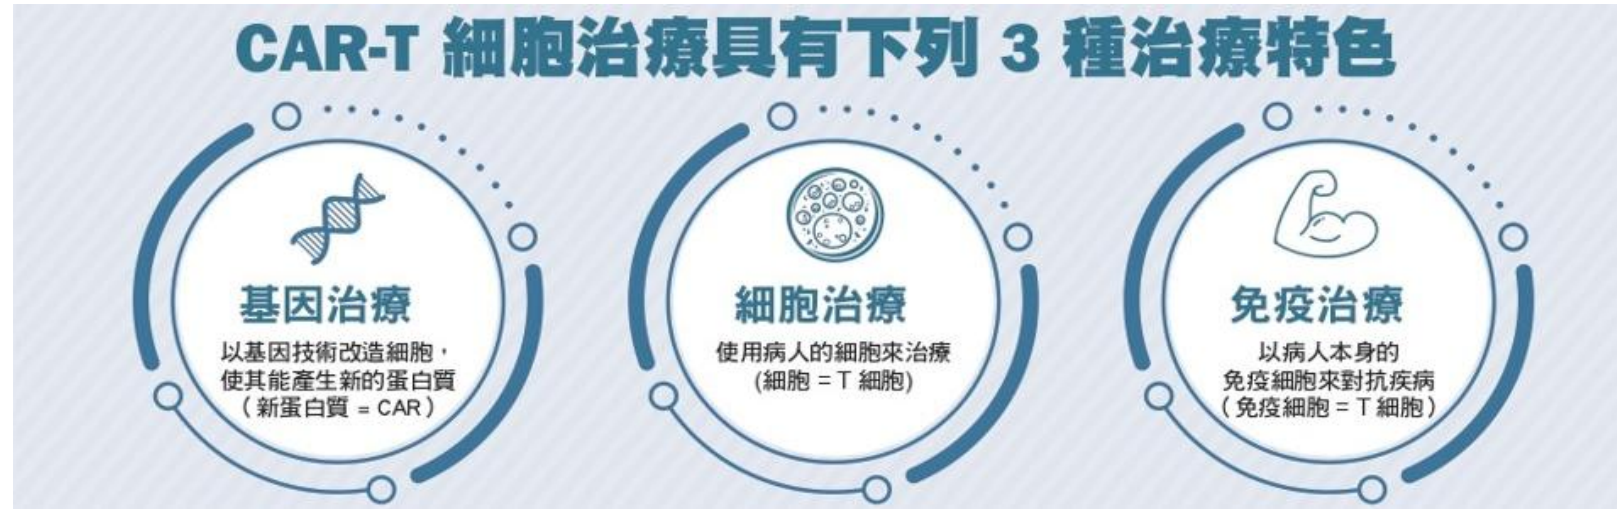 CAR-T 細胞治療具有下列 3 種治療特色
基因治療
以基因技術改造細胞，
使其能產生新的蛋白質
（新蛋白質 = CAR）
細胞治療
使用病人的細胞來治療
(細胞 = T 細胞)
免疫治療
以病人本身的
免疫細胞來對抗疾病
（免疫細胞 = T 細胞）